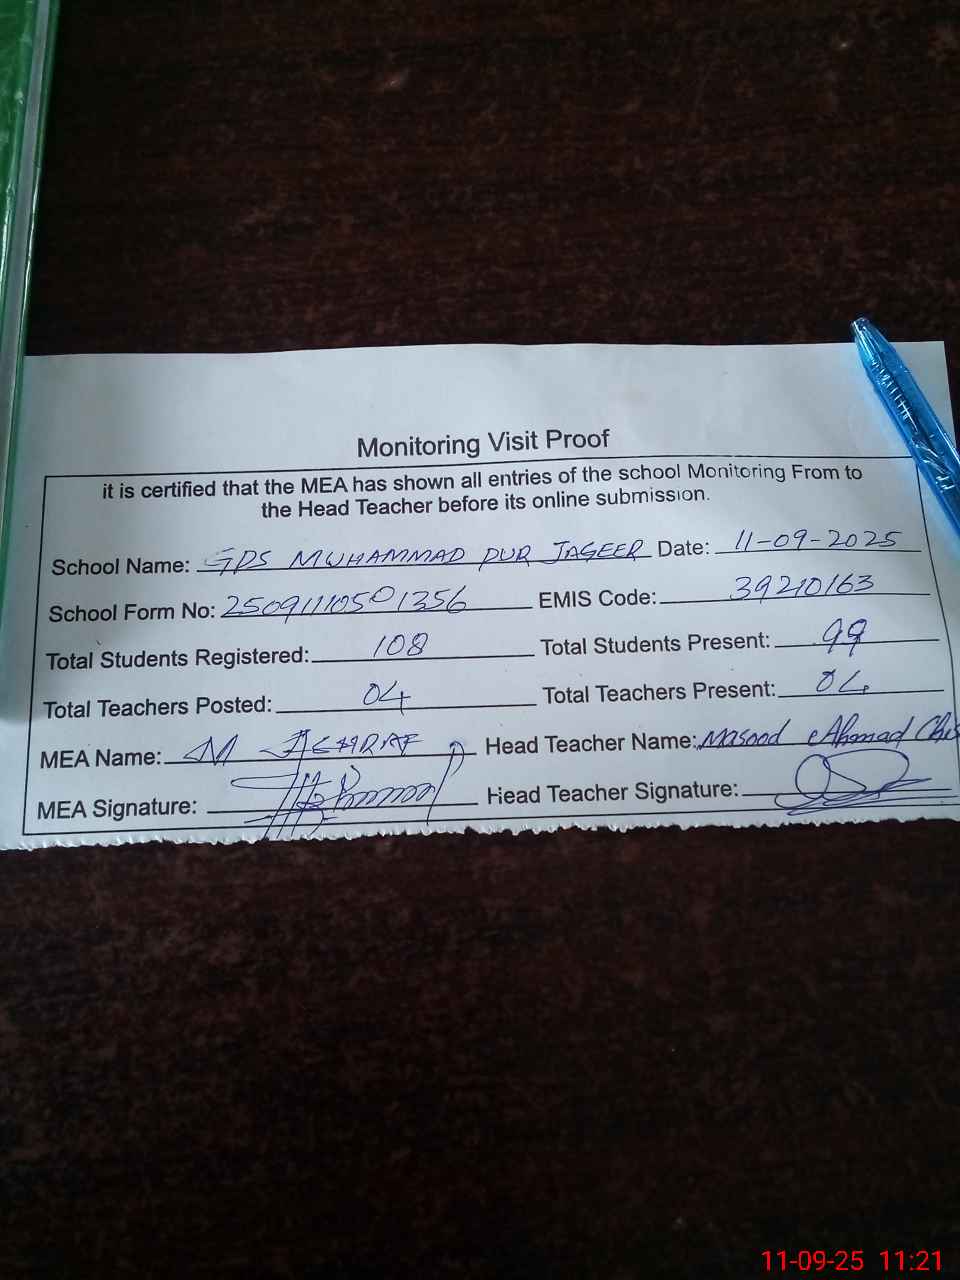 Monitoring Visit Proof
it is certified that the MEA has shown all entries of the school Monitoring From to
the Head Teacher before its online submission.
School Name: GPS MUHAMMAD PUR JAGEER Date: 11-09-2025
School Form No: 25091110501356 EMIS Code: 39210163
Total Students Registered: 108 Total Students Present: 99
Total Teachers Posted: 04 Total Teachers Present: 04
MEA Name: M ASHRAF Head Teacher Name: Masood Ahmad
MEA Signature: Head Teacher Signature:
11-09-25 11:21